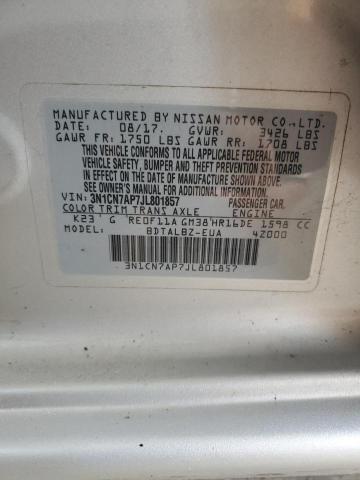 MANUFACTURED BY NISSAN MOTOR CO.,LTD.
DATE: 08/17. GVWR: 3426 LBS
GAWR FR: 1750 LBS GAWR RR: 1708 LBS
THIS VEHICLE CONFORMS TO ALL APPLICABLE FEDERAL MOTOR
VEHICLE SAFETY, BUMPER AND THEFT PREVENTION
STANDARDS IN EFFECT ON THE DATE OF MANUFACTURE SHOWN ABOVE.
SEE OWNER'S MANUAL FOR ADDITIONAL INFORMATION.
VIN: 3N1CN7AP7JL801857 PASSENGER CAR.
COLOR TRIM TRANS AXLE ENGINE
K23 G RE0F11A GM38 HR16DE 1598 CC
MODEL: BDTALBZ-EUA 4Z000
3N1CN7AP7JL801857